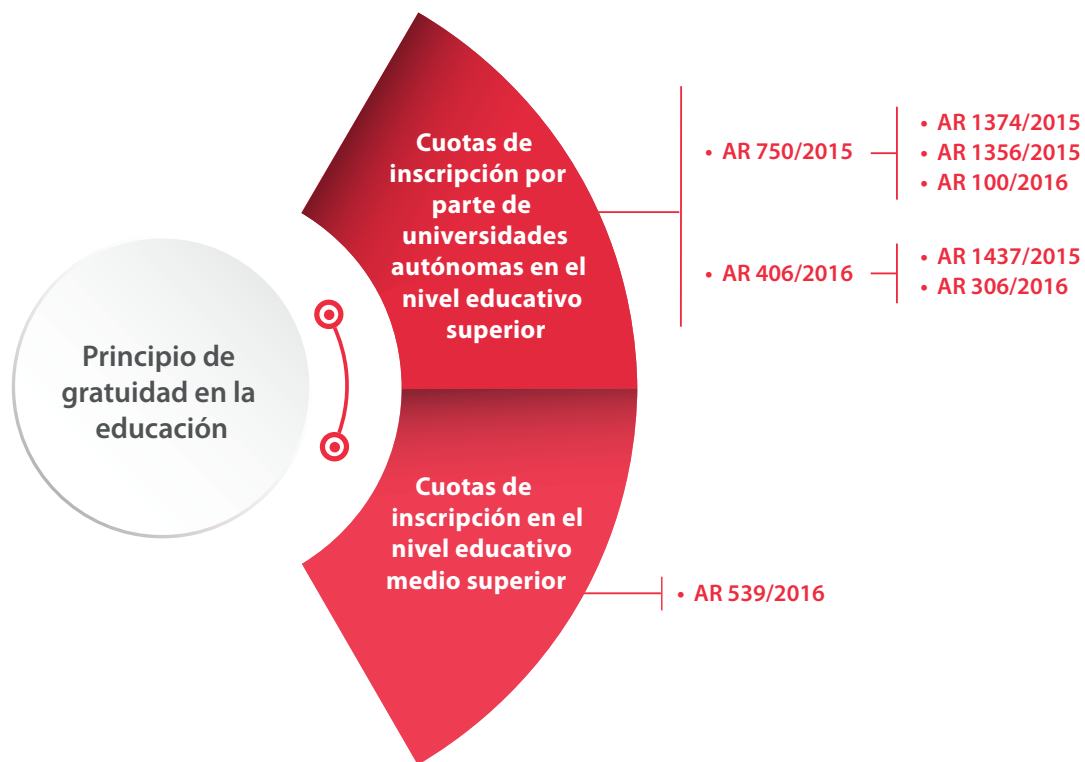 Principio de
gratuidad en la
educación
Cuotas de
inscripción por
parte de
universidades
autónomas en el
nivel educativo
superior
• AR 750/2015
• AR 1374/2015
• AR 1356/2015
• AR 100/2016
• AR 406/2016
• AR 1437/2015
• AR 306/2016
Cuotas de
inscripción en el
nivel educativo
medio superior
• AR 539/2016